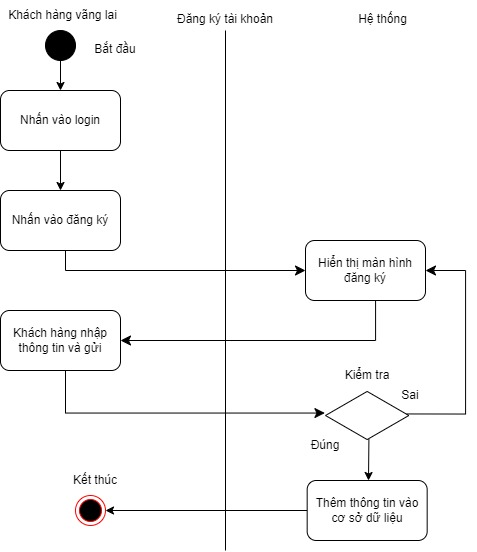 Khách hàng vãng lai
Đăng ký tài khoản
Hệ thống
Bắt đầu
Nhấn vào login
Nhấn vào đăng ký
Hiển thị màn hình
đăng ký
Khách hàng nhập
thông tin và gửi
Kiểm tra
Sai
Đúng
Kết thúc
Thêm thông tin vào
cơ sở dữ liệu